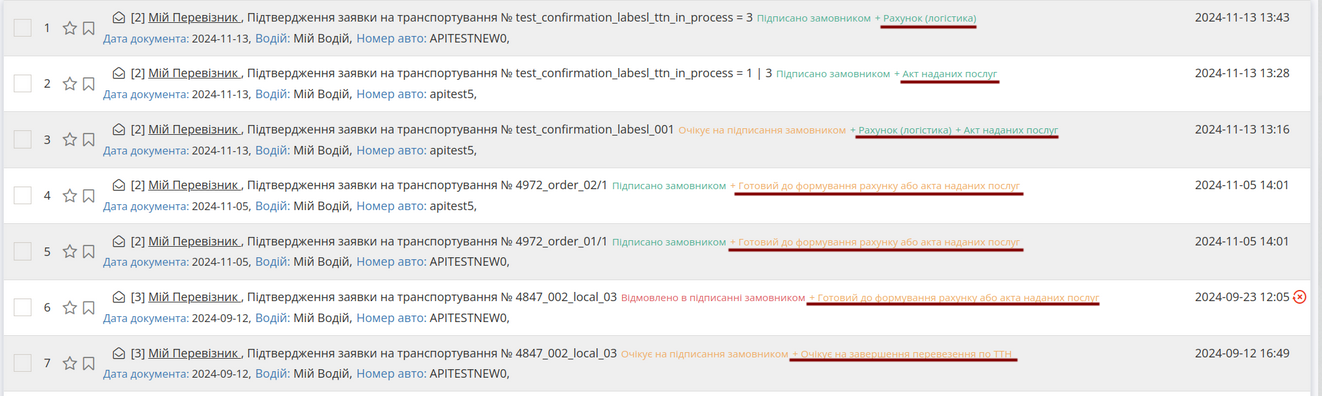 1 [2] Мій Перевізник , Підтвердження заявки на транспортування № test_confirmation_labesl_ttn_in_process = 3 Підписано замовником + Рахунок (логістика) 2024-11-13 13:43
Дата документа: 2024-11-13, Водій: Мій Водій, Номер авто: APITESTNEW0,
2 [2] Мій Перевізник , Підтвердження заявки на транспортування № test_confirmation_labesl_ttn_in_process = 1 | 3 Підписано замовником + Акт наданих послуг 2024-11-13 13:28
Дата документа: 2024-11-13, Водій: Мій Водій, Номер авто: apitest5,
3 [2] Мій Перевізник , Підтвердження заявки на транспортування № test_confirmation_labesl_001 Очікує на підписання замовником + Рахунок (логістика) + Акт наданих послуг 2024-11-13 13:16
Дата документа: 2024-11-13, Водій: Мій Водій, Номер авто: apitest5,
4 [2] Мій Перевізник , Підтвердження заявки на транспортування № 4972_order_02/1 Підписано замовником + Готовий до формування рахунку або акта наданих послуг 2024-11-05 14:01
Дата документа: 2024-11-05, Водій: Мій Водій, Номер авто: apitest5,
5 [2] Мій Перевізник , Підтвердження заявки на транспортування № 4972_order_01/1 Підписано замовником + Готовий до формування рахунку або акта наданих послуг 2024-11-05 14:01
Дата документа: 2024-11-05, Водій: Мій Водій, Номер авто: APITESTNEW0,
6 [3] Мій Перевізник , Підтвердження заявки на транспортування № 4847_002_local_03 Відмовлено в підписанні замовником + Готовий до формування рахунку або акта наданих послуг 2024-09-23 12:05
Дата документа: 2024-09-12, Водій: Мій Водій, Номер авто: APITESTNEW0,
7 [3] Мій Перевізник , Підтвердження заявки на транспортування № 4847_002_local_03 Очікує на підписання замовником + Очікує на завершення перевезення по ТТН 2024-09-12 16:49
Дата документа: 2024-09-12, Водій: Мій Водій, Номер авто: APITESTNEW0,